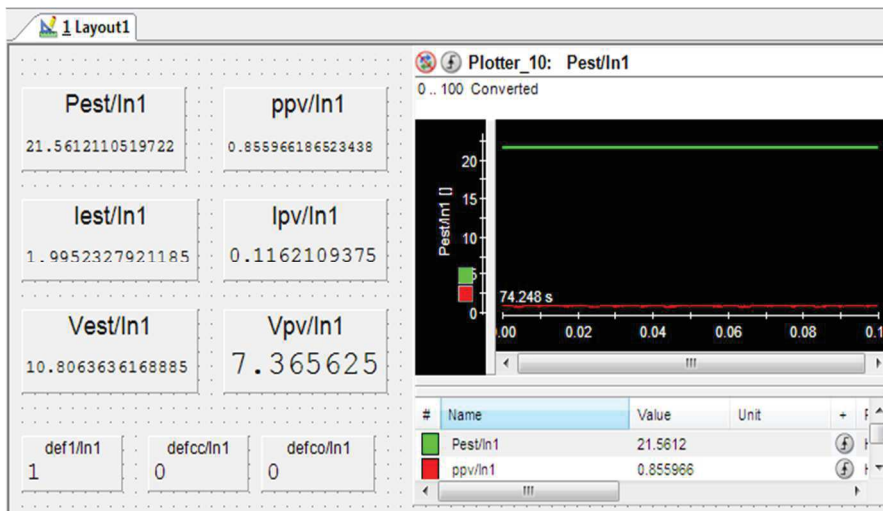 1 Layout1
Pest/In1
21.5612110519722
ppv/In1
0.855966186523438
Iest/In1
1.9952327921185
Ipv/In1
0.1162109375
Vest/In1
10.8063636168885
Vpv/In1
7.365625
def1/In1
1
defcc/In1
0
defco/In1
0
Plotter_10: Pest/In1
0 .. 100 Converted
Pest/In1 []
20
15
10
5
0
74.248 s
.00 0.02 0.04 0.06 0.08 0.1
# Name Value Unit +
Pest/In1 21.5612
ppv/In1 0.855966